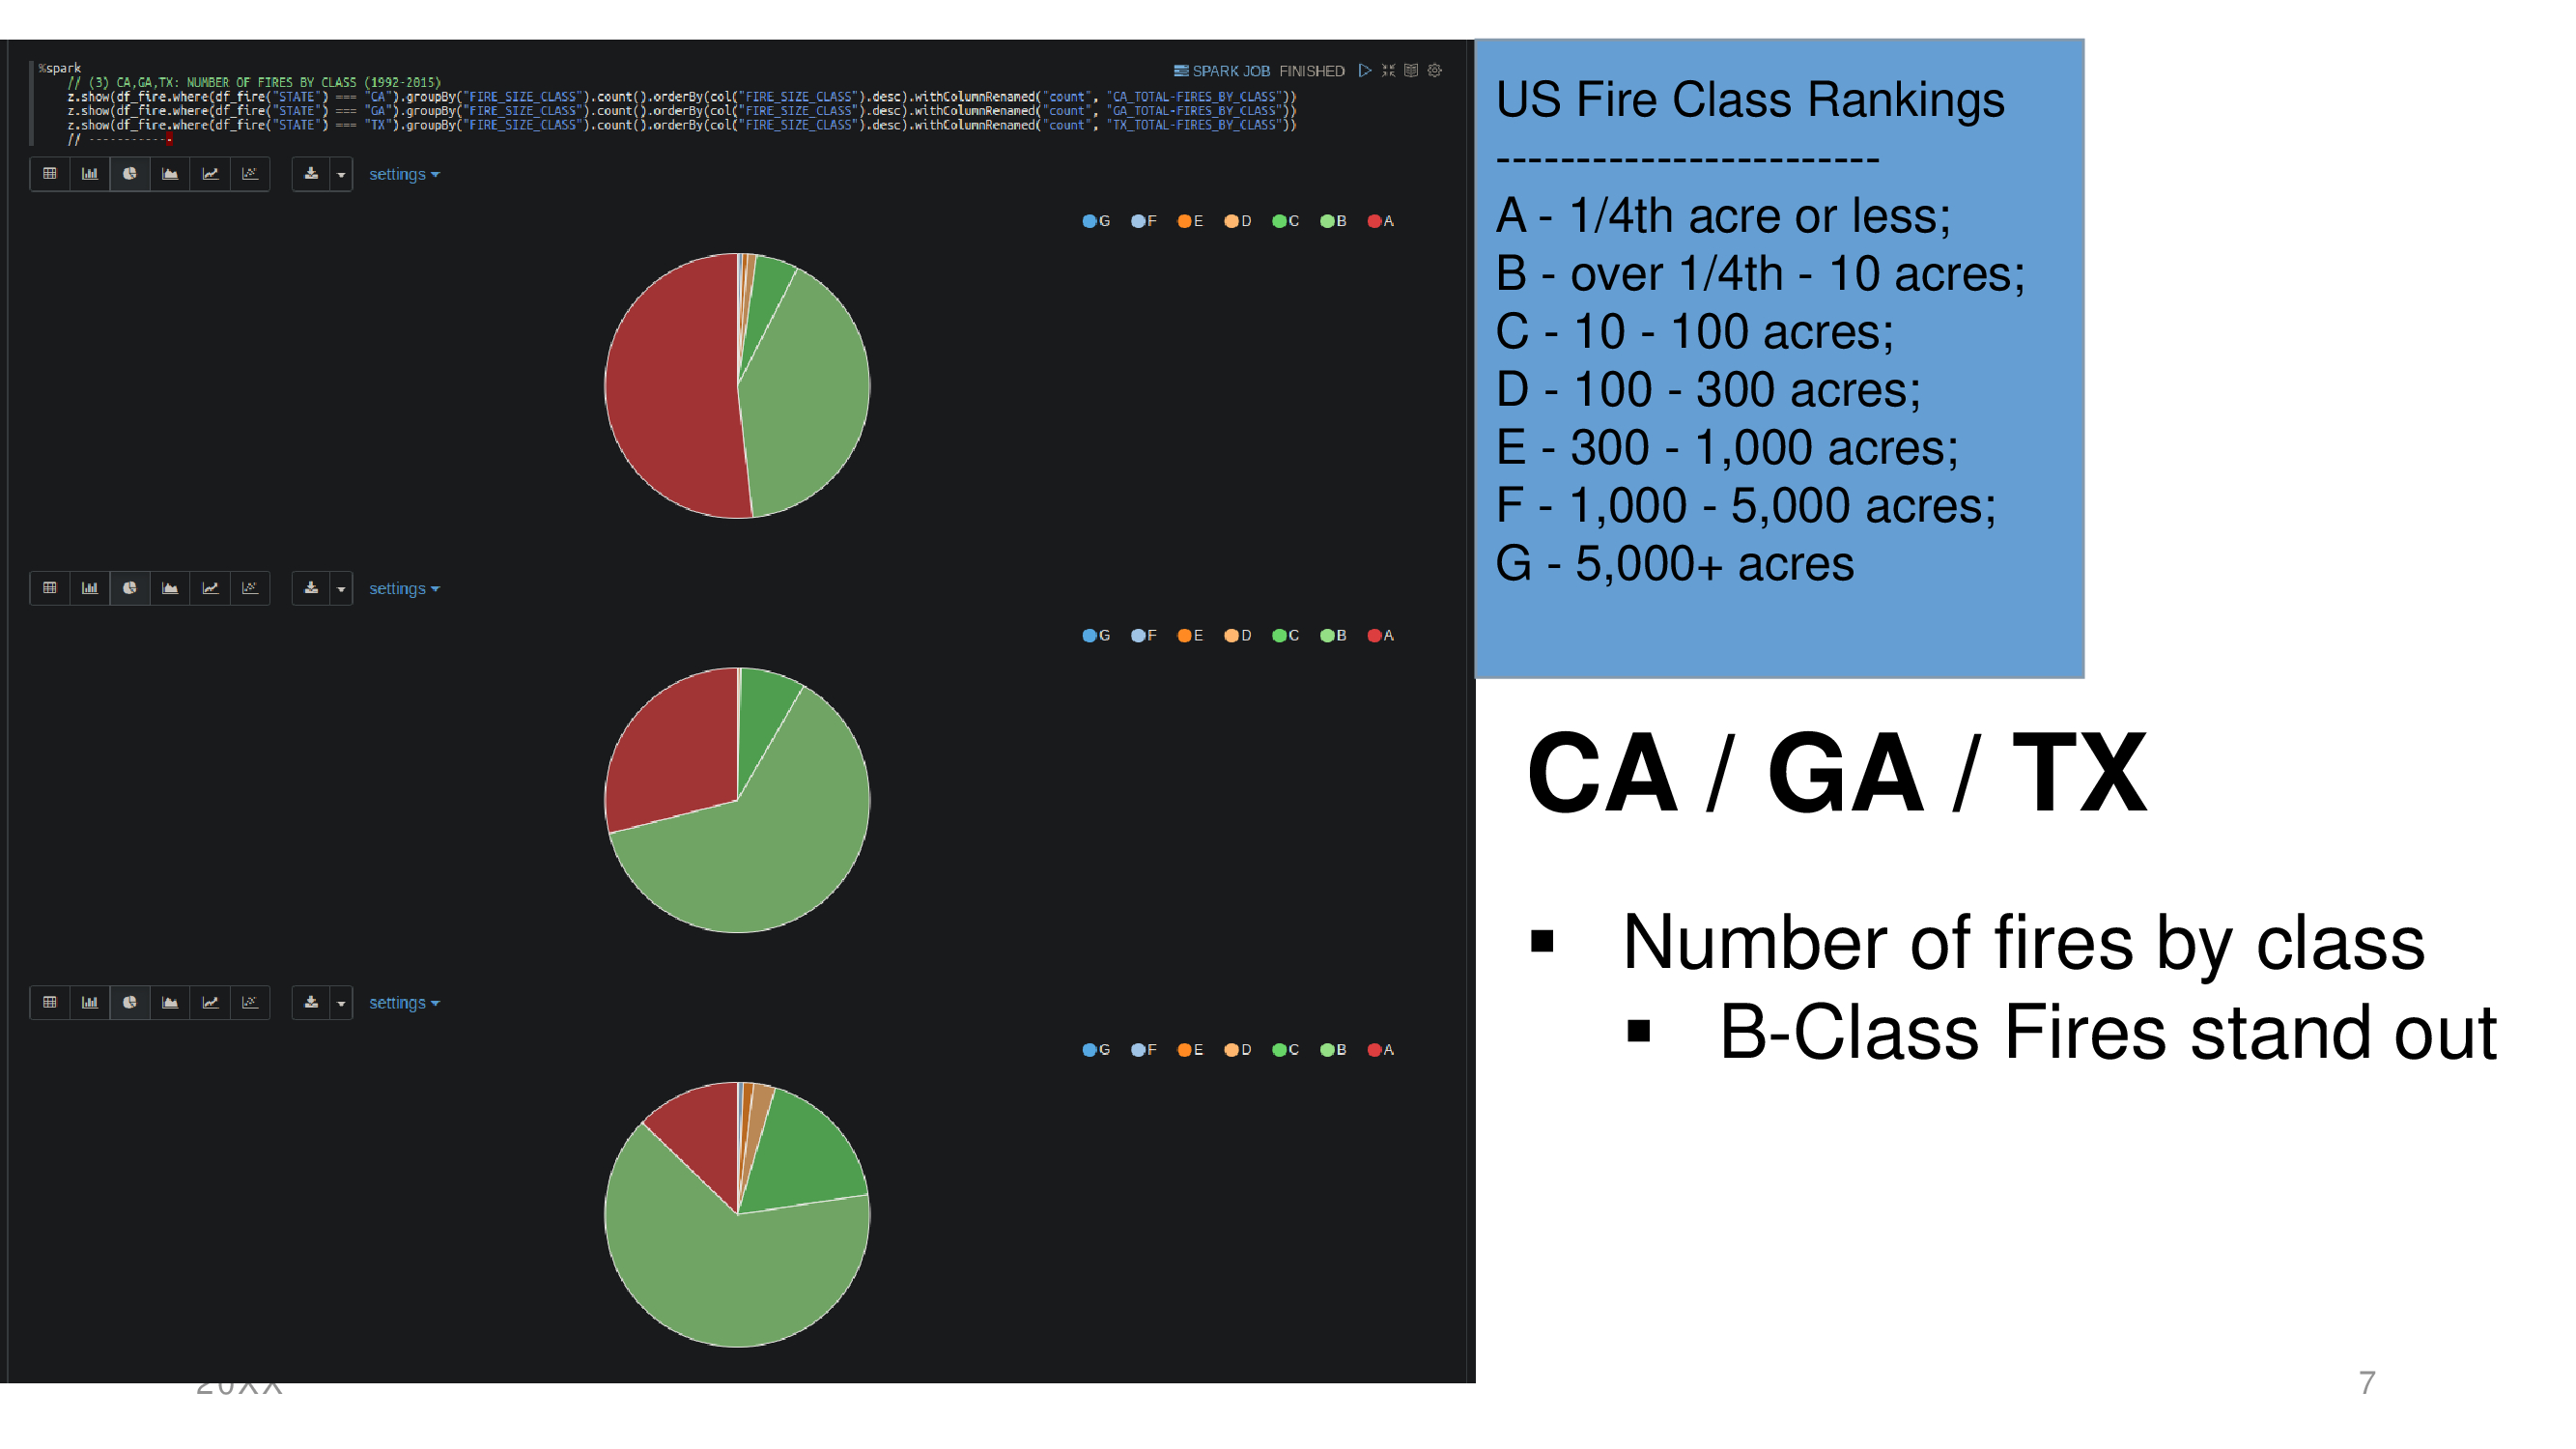 %spark
// (3) CA,GA,TX: NUMBER OF FIRES BY CLASS (1992-2015)
z.show(df_fire.where(df_fire("STATE") === "CA").groupBy("FIRE_SIZE_CLASS").count().orderBy(col("FIRE_SIZE_CLASS").desc).withColumnRenamed("count", "CA_TOTAL-FIRES_BY_CLASS"))
z.show(df_fire.where(df_fire("STATE") === "GA").groupBy("FIRE_SIZE_CLASS").count().orderBy(col("FIRE_SIZE_CLASS").desc).withColumnRenamed("count", "GA_TOTAL-FIRES_BY_CLASS"))
z.show(df_fire.where(df_fire("STATE") === "TX").groupBy("FIRE_SIZE_CLASS").count().orderBy(col("FIRE_SIZE_CLASS").desc).withColumnRenamed("count", "TX_TOTAL-FIRES_BY_CLASS"))
// ------------
SPARK JOB FINISHED
settings
G F E D C B A
settings
G F E D C B A
settings
G F E D C B A
US Fire Class Rankings
------------------------
A - 1/4th acre or less;
B - over 1/4th - 10 acres;
C - 10 - 100 acres;
D - 100 - 300 acres;
E - 300 - 1,000 acres;
F - 1,000 - 5,000 acres;
G - 5,000+ acres
CA / GA / TX
▪ Number of fires by class
▪ B-Class Fires stand out
20XX
7